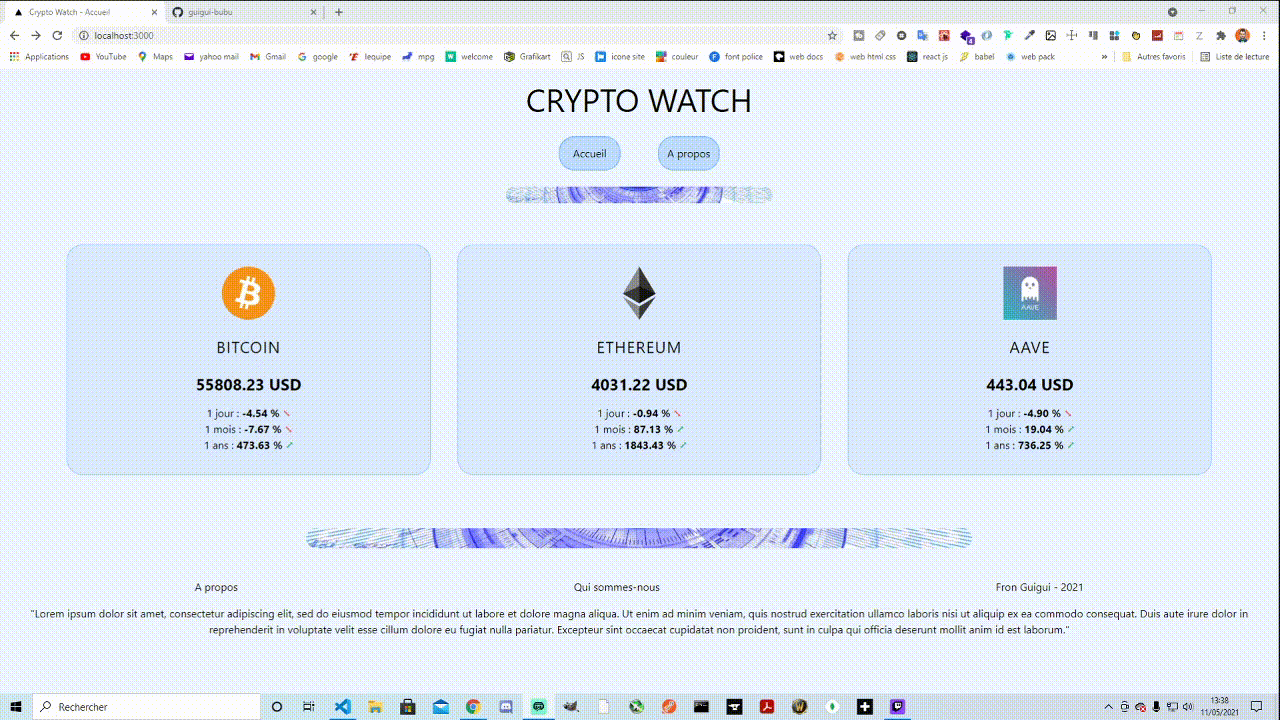 Crypto Watch - Accueil
guigui-bubu
localhost:3000
Applications YouTube Maps yahoo mail Gmail google lequipe mpg welcome Grafikart JS icone site couleur font police web docs web html css react js babel web pack » Autres favoris Liste de lecture
CRYPTO WATCH
Accueil
A propos
BITCOIN
55808.23 USD
1 jour : -4.54 %
1 mois : -7.67 %
1 ans : 473.63 %
ETHEREUM
4031.22 USD
1 jour : -0.94 %
1 mois : 87.13 %
1 ans : 1843.43 %
AAVE
AAVE
443.04 USD
1 jour : -4.90 %
1 mois : 19.04 %
1 ans : 736.25 %
A propos
Qui sommes-nous
Fron Guigui - 2021
"Lorem ipsum dolor sit amet, consectetur adipiscing elit, sed do eiusmod tempor incididunt ut labore et dolore magna aliqua. Ut enim ad minim veniam, quis nostrud exercitation ullamco laboris nisi ut aliquip ex ea commodo consequat. Duis aute irure dolor in
reprehenderit in voluptate velit esse cillum dolore eu fugiat nulla pariatur. Excepteur sint occaecat cupidatat non proident, sunt in culpa qui officia deserunt mollit anim id est laborum."
Rechercher
13:38
11/05/2021